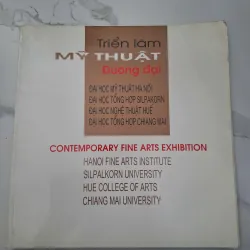 Triển lãm
MỸ THUẬT
Đương đại
ĐẠI HỌC MỸ THUẬT HÀ NỘI
ĐẠI HỌC TỔNG HỢP SILPAKORN
ĐẠI HỌC NGHỆ THUẬT HUẾ
ĐẠI HỌC TỔNG HỢP CHIANG MAI
CONTEMPORARY FINE ARTS EXHIBITION
HANOI FINE ARTS INSTITUTE
SILPALKORN UNIVERSITY
HUE COLLEGE OF ARTS
CHIANG MAI UNIVERSITY